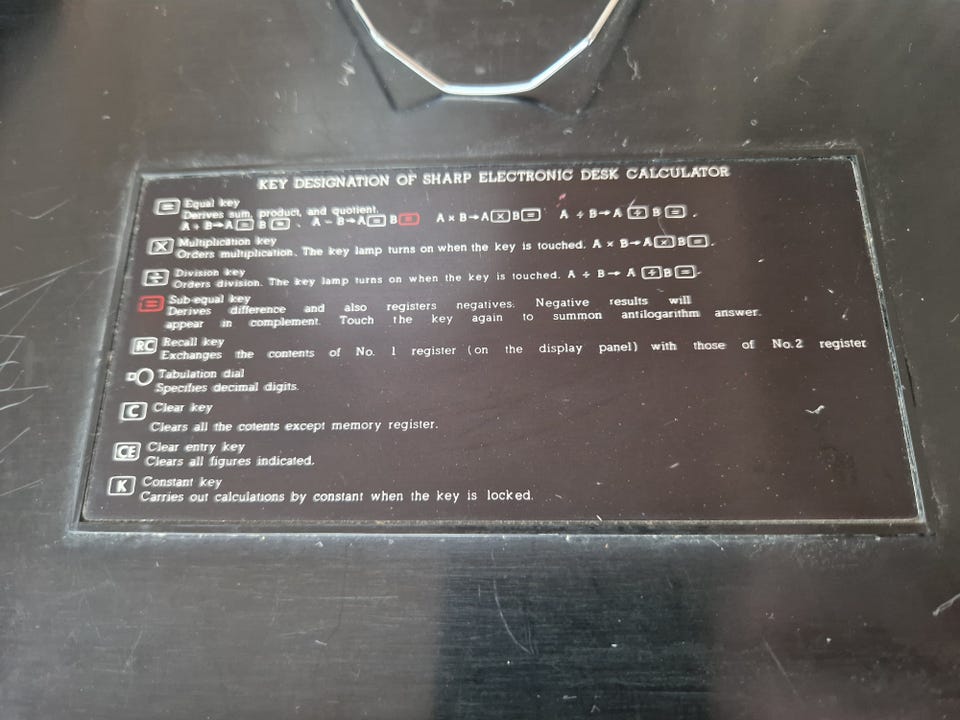 KEY DESIGNATION OF SHARP ELECTRONIC DESK CALCULATOR
= Equal key
Derives sum, product, and quotient.
A + B→A = B = . A - B→A = B = A × B→A × B = A ÷ B→A ÷ B = .
× Multiplication key
Orders multiplication. The key lamp turns on when the key is touched. A × B→A × B = .
÷ Division key
Orders division. The key lamp turns on when the key is touched. A ÷ B→ A ÷ B = .
= Sub-equal key
Derives difference and also registers negatives. Negative results will
appear in complement. Touch the key again to summon antilogarithm answer.
RC Recall key
Exchanges the contents of No. 1 register (on the display panel) with those of No.2 register
Tabulation dial
Specifies decimal digits.
C Clear key
Clears all the cotents except memory register.
CE Clear entry key
Clears all figures indicated.
K Constant key
Carries out calculations by constant when the key is locked.